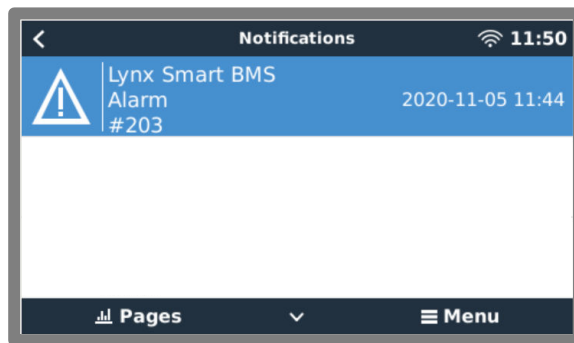 Notifications
11:50
Lynx Smart BMS
Alarm
#203
2020-11-05 11:44
Pages
Menu